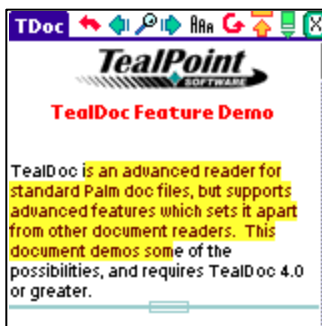 TDoc AAA
TealPoint
SOFTWARE
TealDoc Feature Demo
TealDoc is an advanced reader for
standard Palm doc files, but supports
advanced features which sets it apart
from other document readers. This
document demos some of the
possibilities, and requires TealDoc 4.0
or greater.